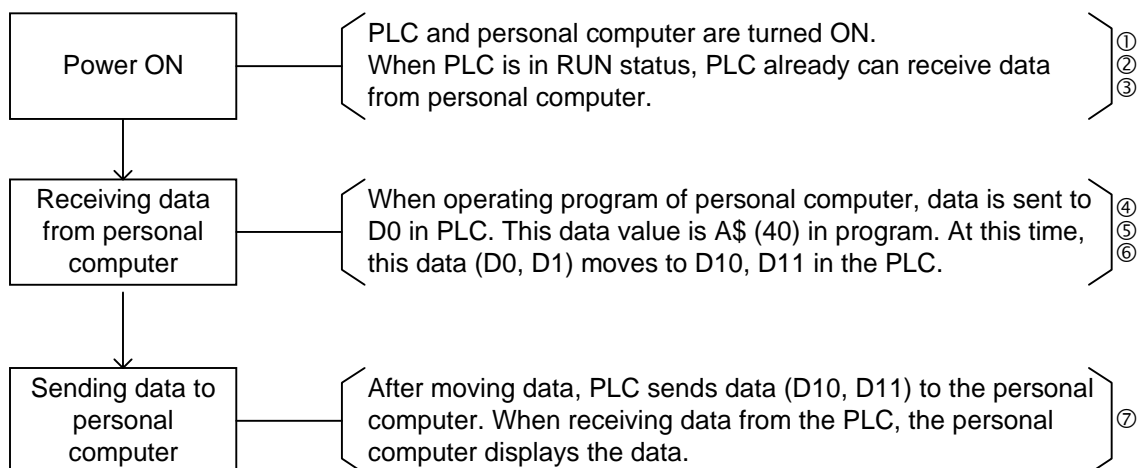 Power ON
PLC and personal computer are turned ON.
When PLC is in RUN status, PLC already can receive data
from personal computer.
①
②
③
Receiving data
from personal
computer
When operating program of personal computer, data is sent to
D0 in PLC. This data value is A$ (40) in program. At this time,
this data (D0, D1) moves to D10, D11 in the PLC.
④
⑤
⑥
Sending data to
personal
computer
After moving data, PLC sends data (D10, D11) to the personal
computer. When receiving data from the PLC, the personal
computer displays the data.
⑦